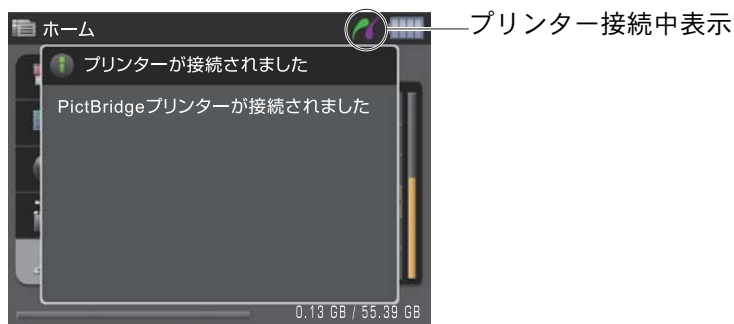 ホーム
プリンター接続中表示
プリンターが接続されました
PictBridgeプリンターが接続されました
0.13 GB / 55.39 GB